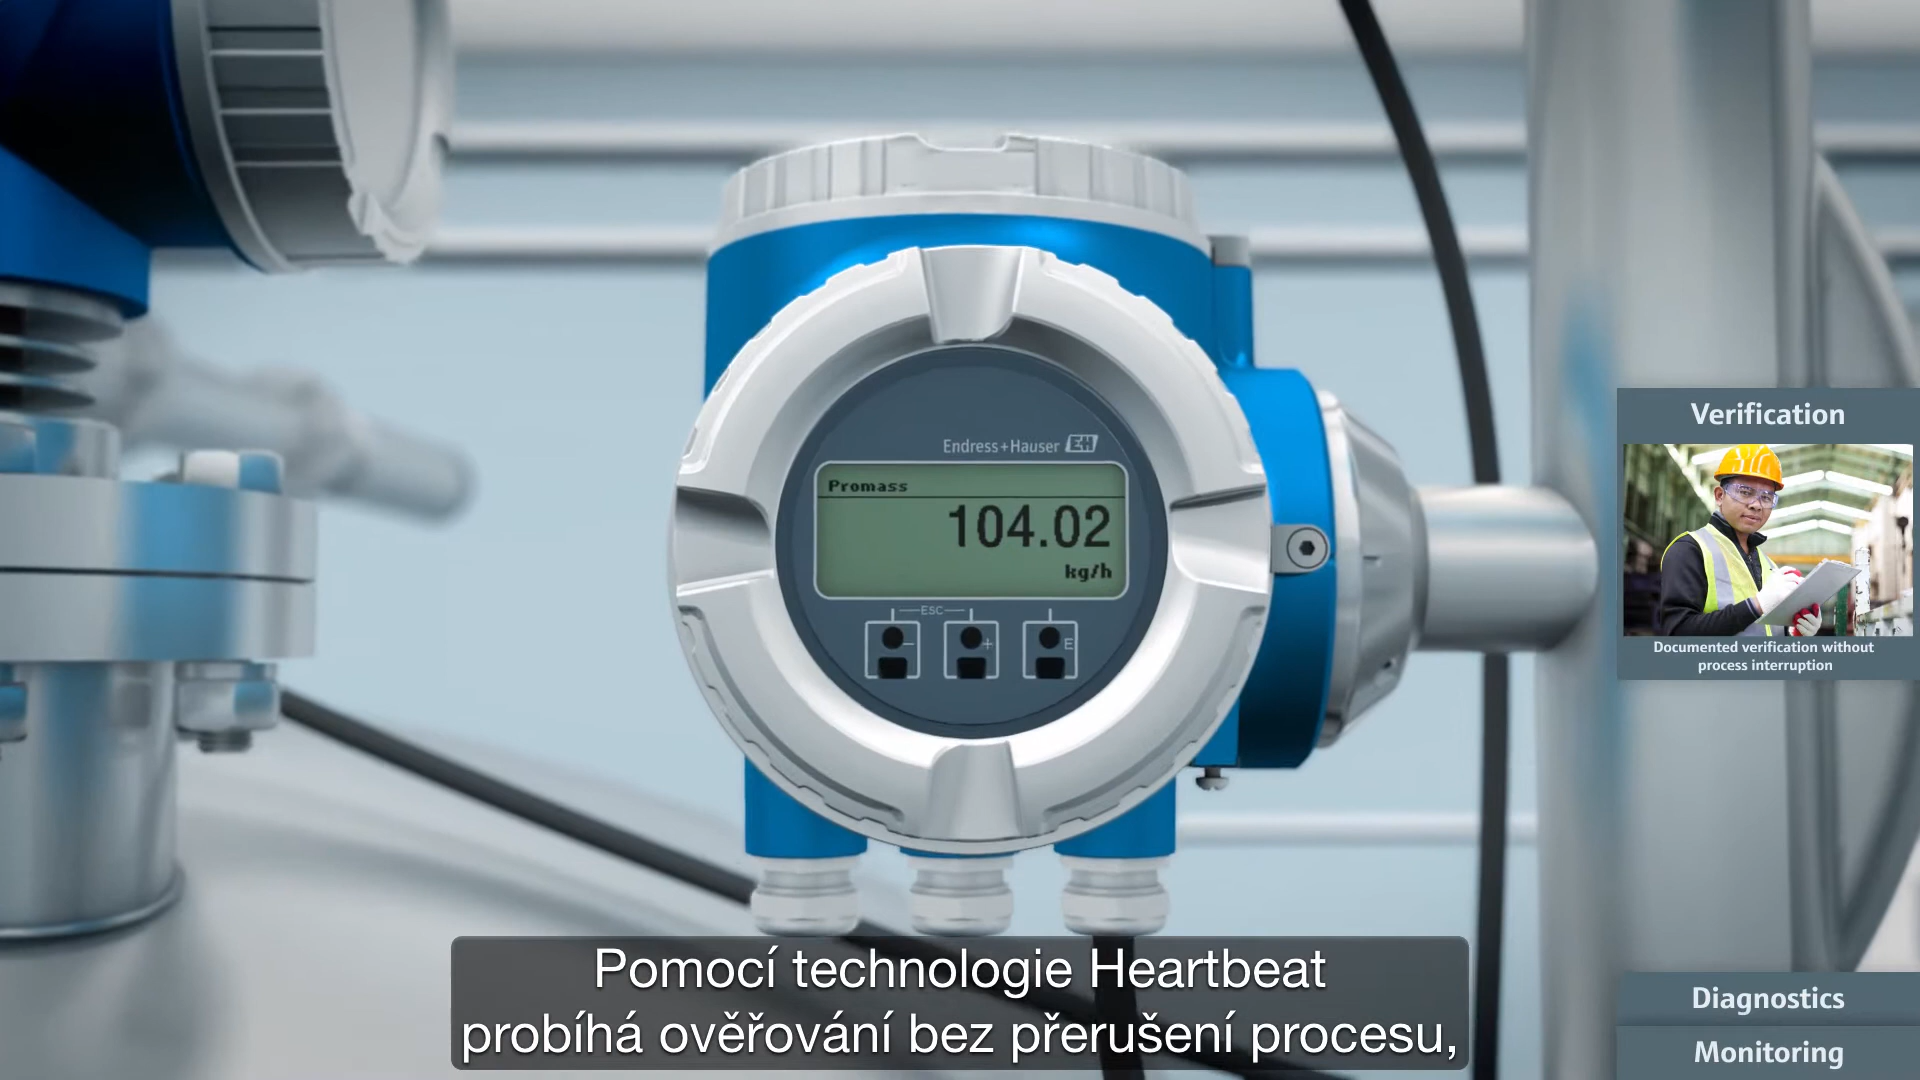 Endress+Hauser EH
Promass
104.02
kg/h
ESC
- + E
Verification
Documented verification without
process interruption
Diagnostics
Monitoring
Pomocí technologie Heartbeat
probíhá ověřování bez přerušení procesu,